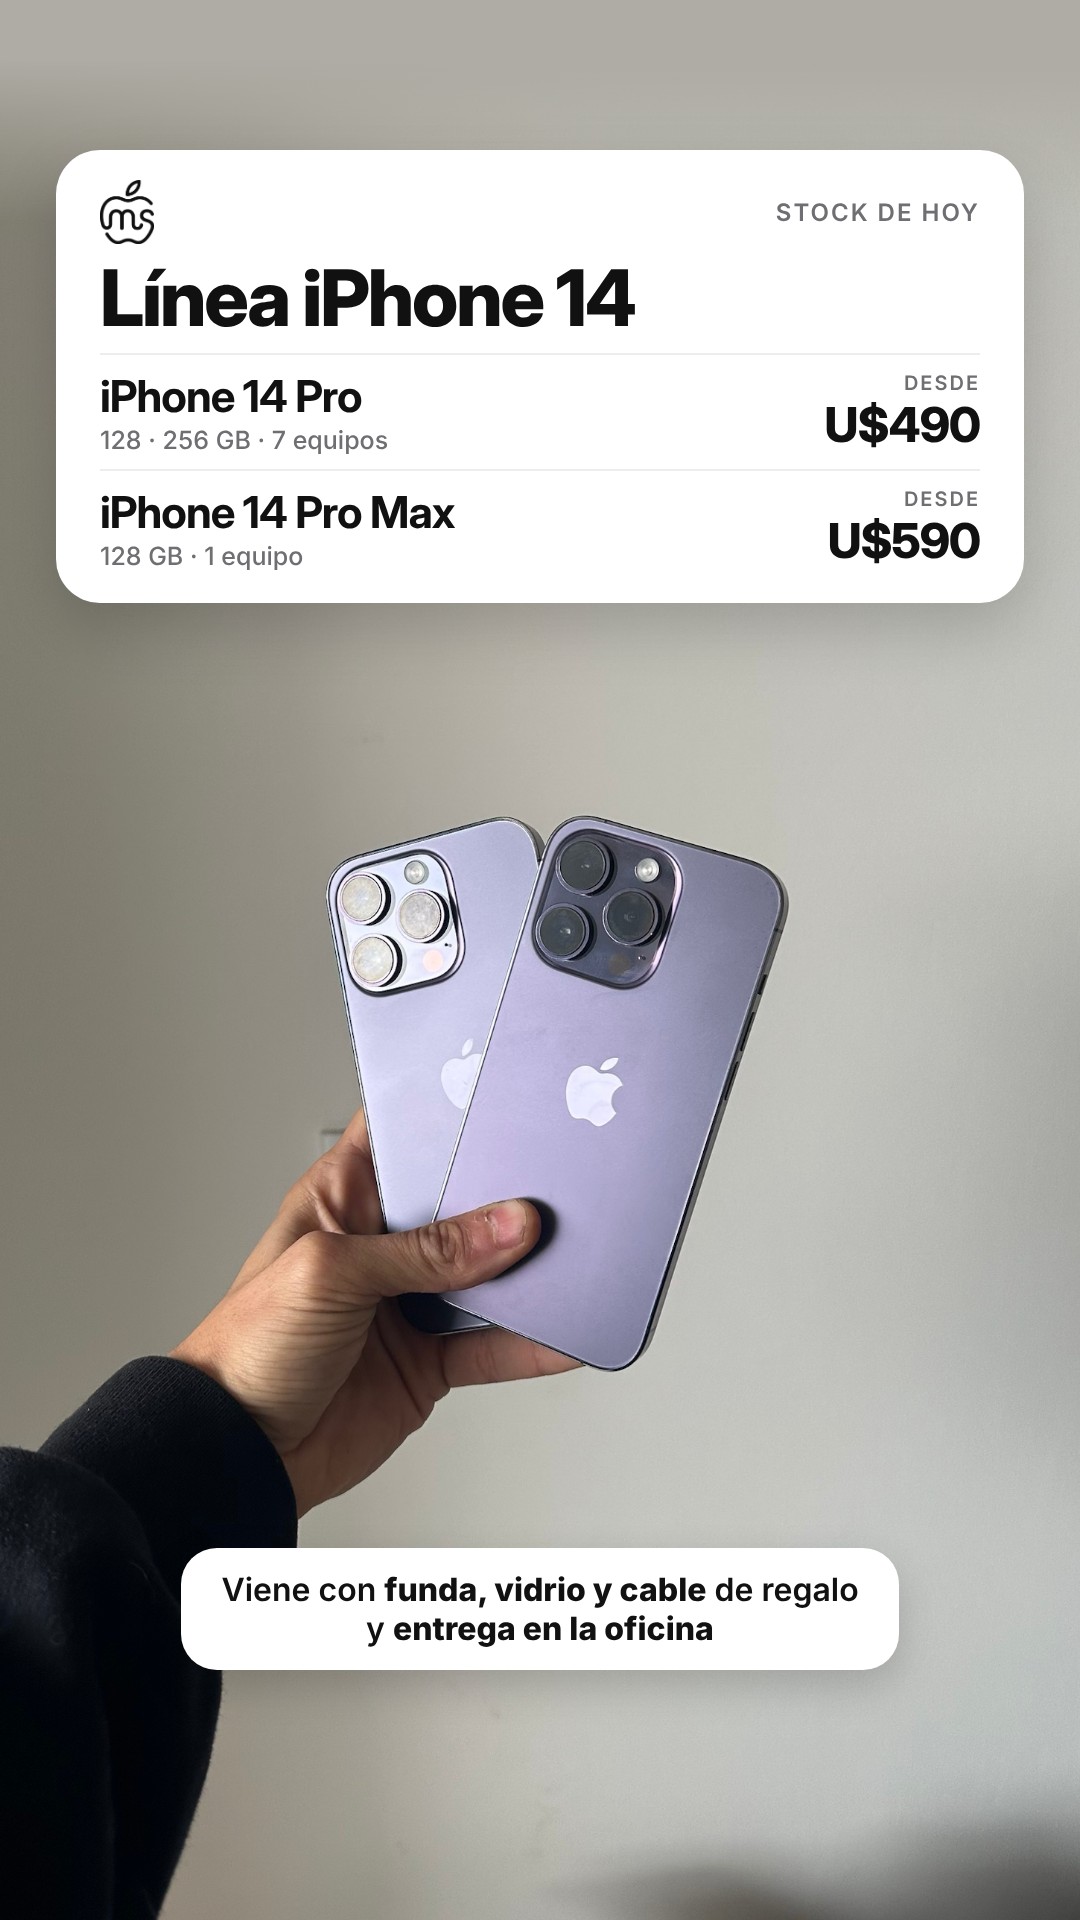 ms
STOCK DE HOY
Línea iPhone 14
iPhone 14 Pro
128 · 256 GB · 7 equipos
DESDE
U$490
iPhone 14 Pro Max
128 GB · 1 equipo
DESDE
U$590
Viene con funda, vidrio y cable de regalo
y entrega en la oficina